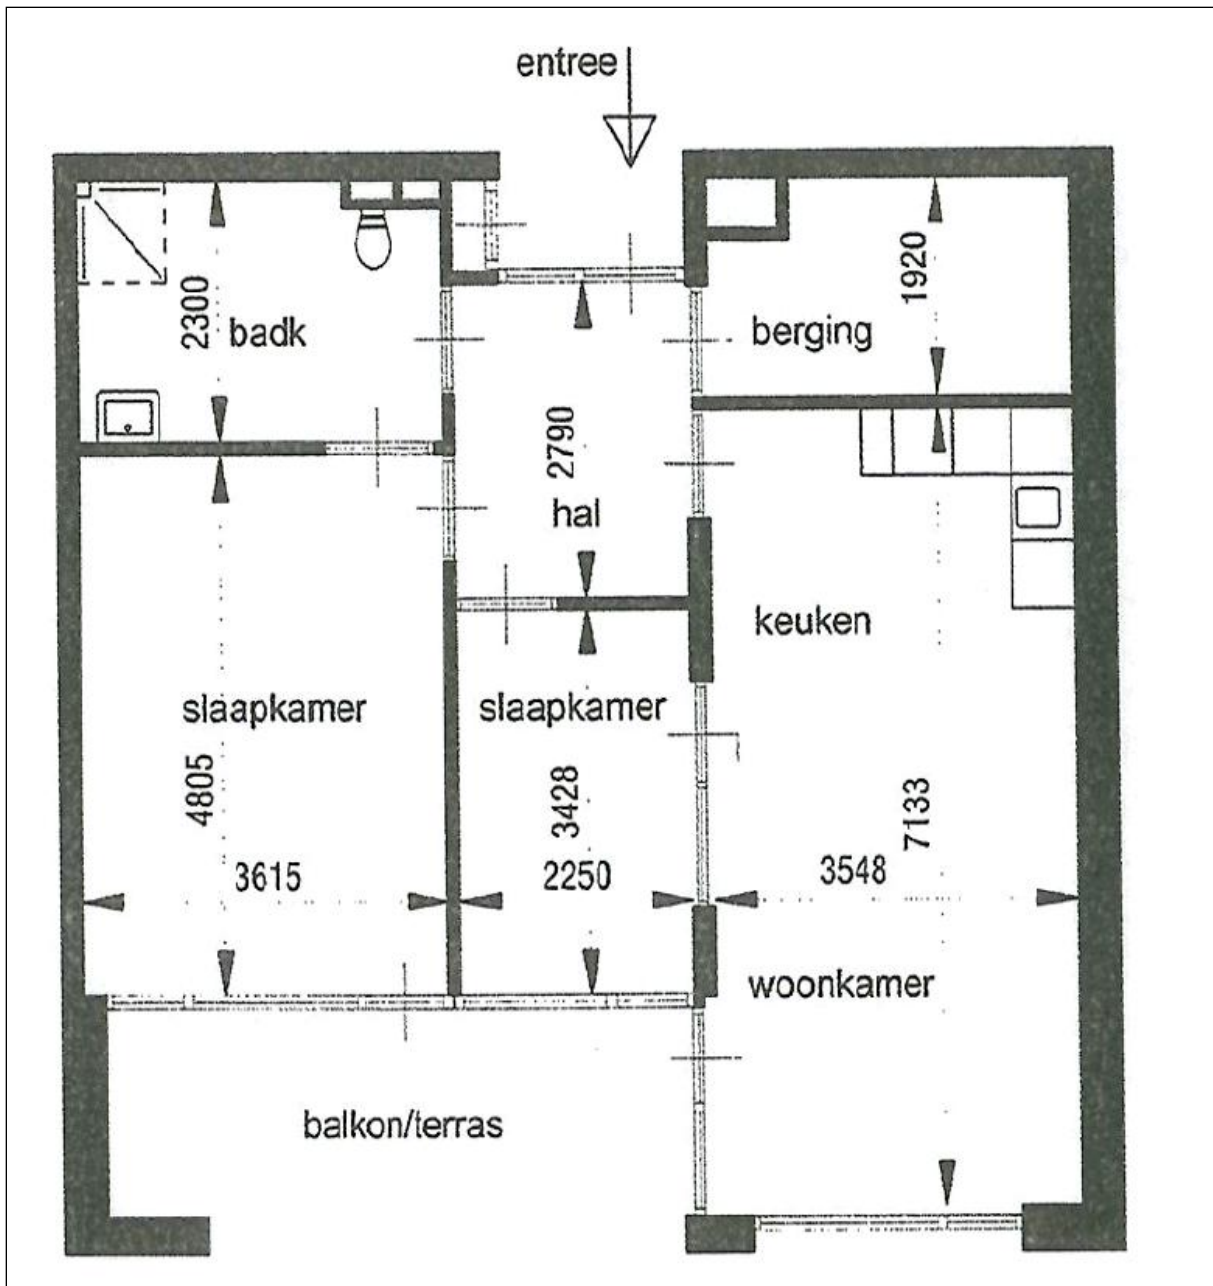 entree
2300
badk
berging
1920
2790
hal
keuken
slaapkamer
slaapkamer
4805
3428
7133
3615
2250
3548
woonkamer
balkon/terras